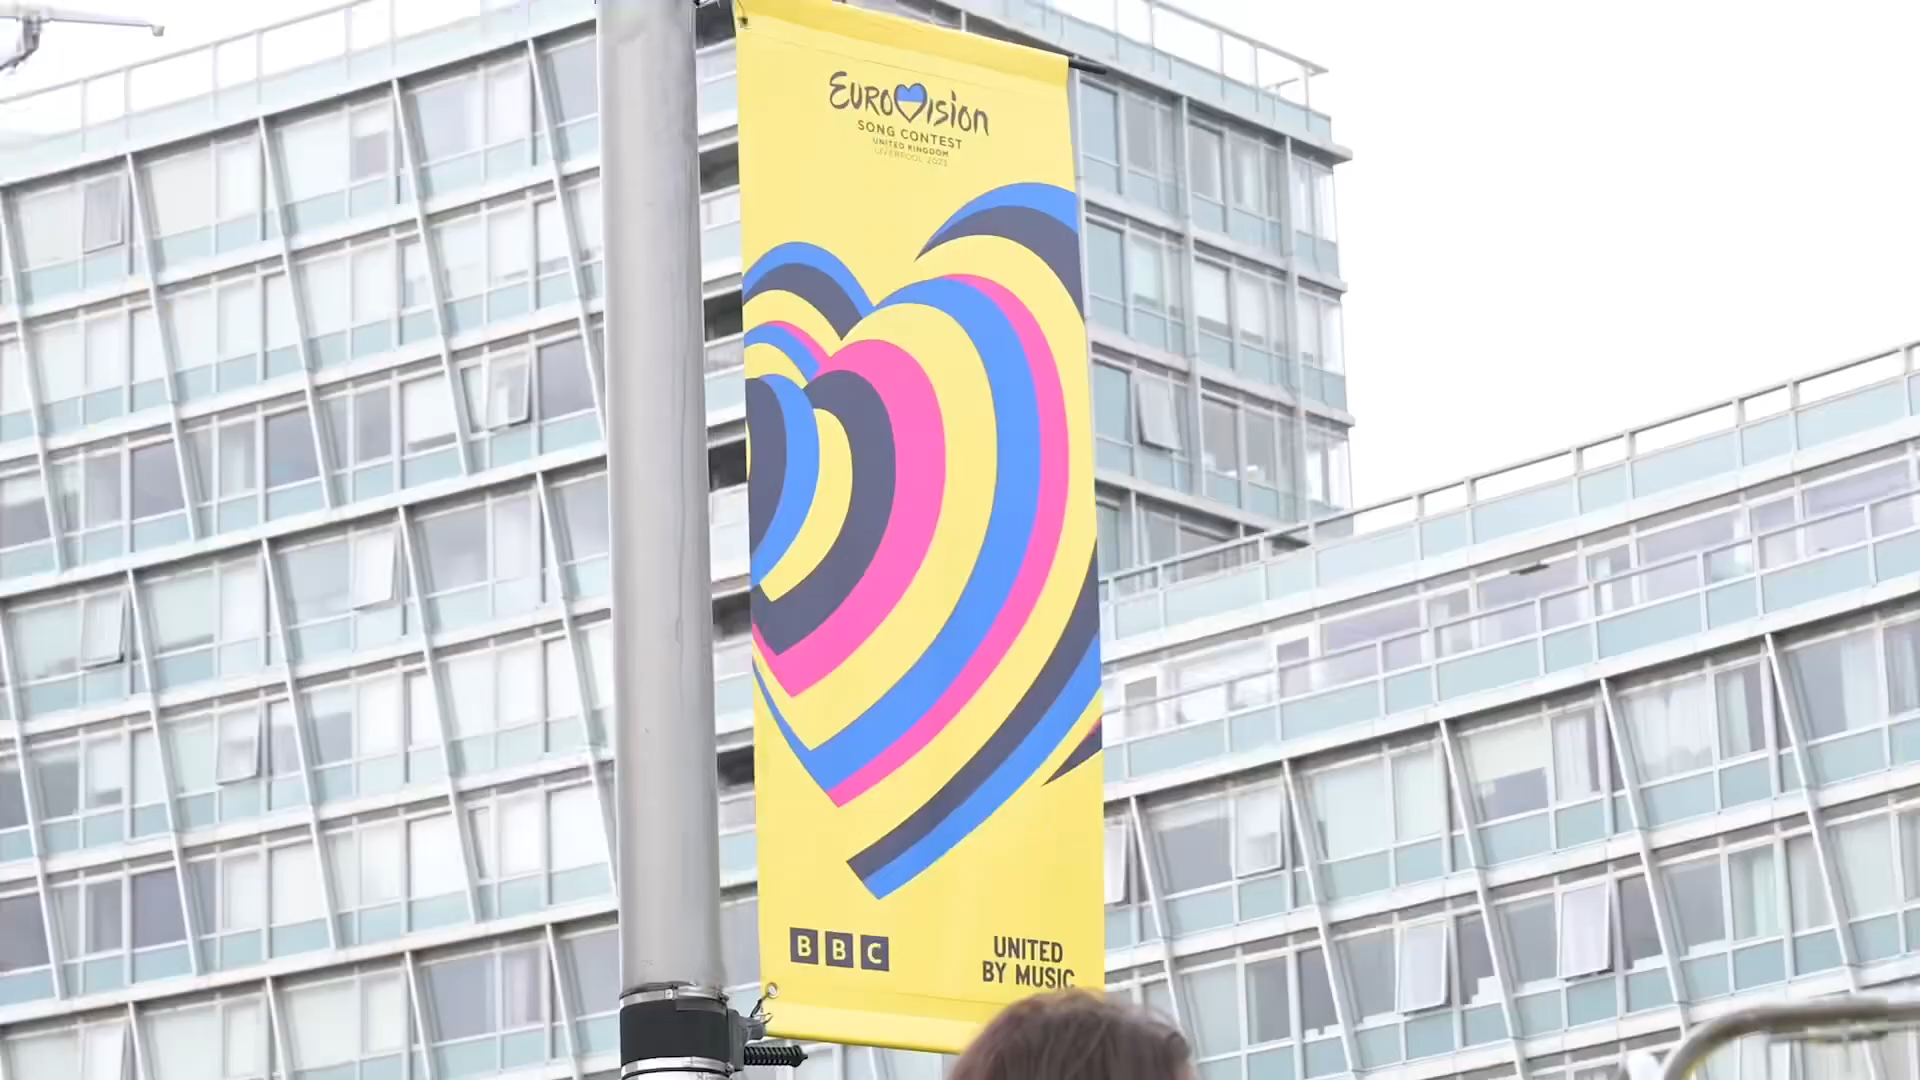 EUROVISION
SONG CONTEST
UNITED KINGDOM
LIVERPOOL 2023
BBC
UNITED
BY MUSIC